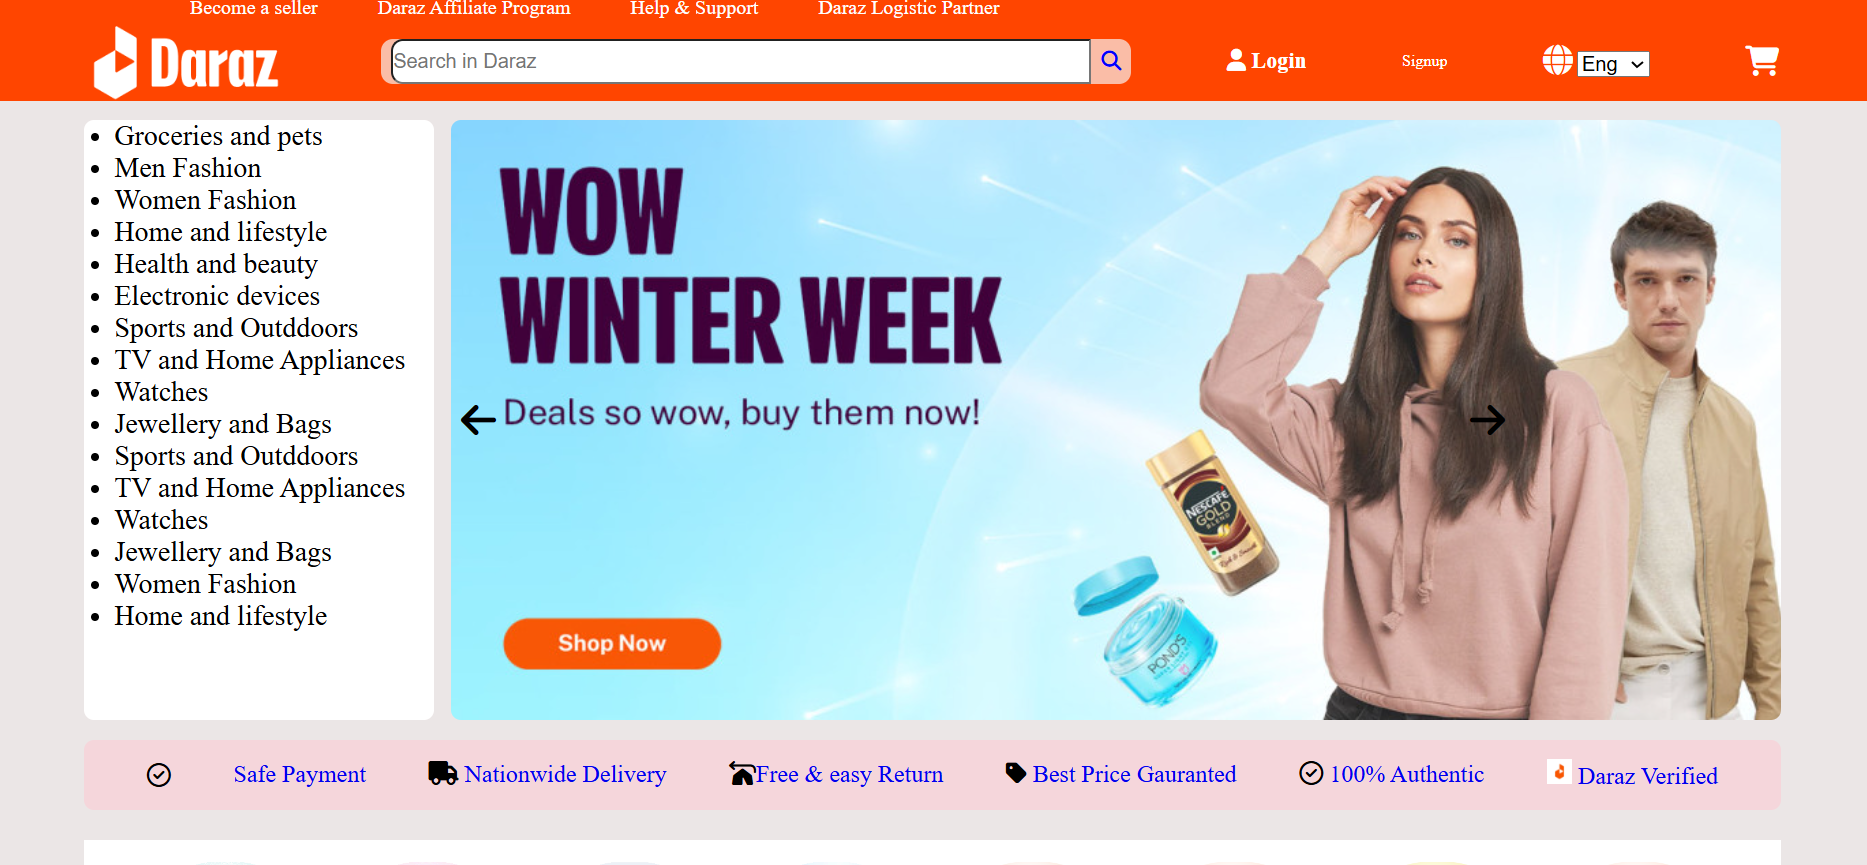 Become a seller Daraz Affiliate Program Help & Support Daraz Logistic Partner
Daraz
Search in Daraz
Login
Signup
Eng
Groceries and pets
Men Fashion
Women Fashion
Home and lifestyle
Health and beauty
Electronic devices
Sports and Outddoors
TV and Home Appliances
Watches
Jewellery and Bags
Sports and Outddoors
TV and Home Appliances
Watches
Jewellery and Bags
Women Fashion
Home and lifestyle
WOW
WINTER WEEK
Deals so wow, buy them now!
Shop Now
NESCAFÉ
GOLD
BLEND
Rich & Smooth
POND'S
Safe Payment Nationwide Delivery Free & easy Return Best Price Gauranted 100% Authentic Daraz Verified